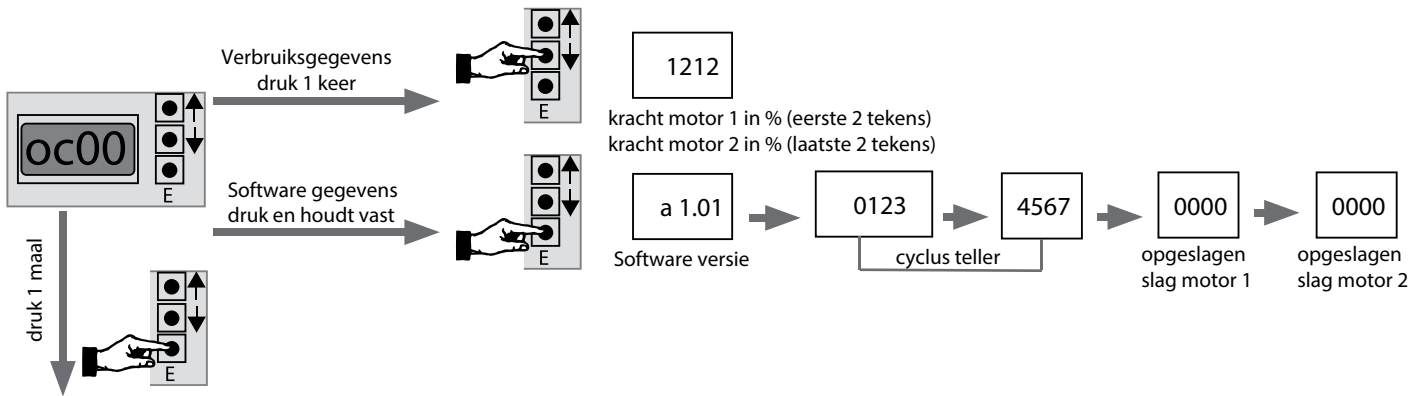 Verbruiksgegevens
druk 1 keer
E
1212
kracht motor 1 in % (eerste 2 tekens)
kracht motor 2 in % (laatste 2 tekens)
oc00
E
Software gegevens
druk en houdt vast
E
a 1.01
Software versie
0123
4567
cyclus teller
0000
opgeslagen
slag motor 1
0000
opgeslagen
slag motor 2
druk 1 maal
E